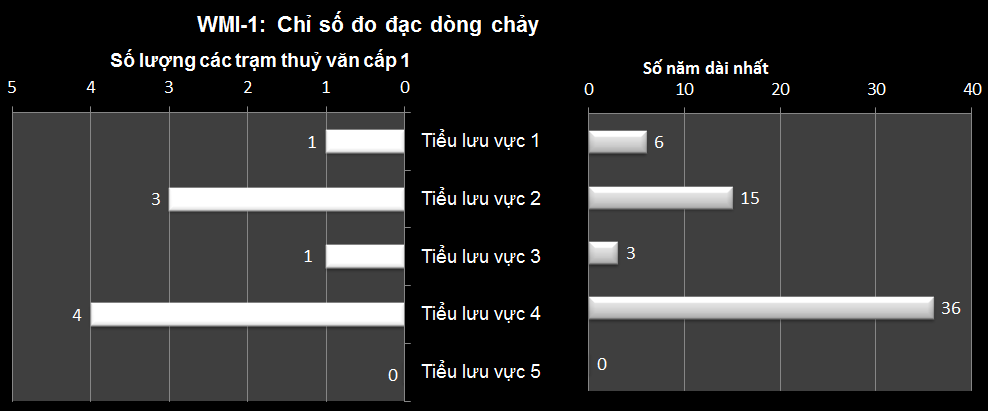 WMI-1: Chỉ số đo đạc dòng chảy
Số lượng các trạm thuỷ văn cấp 1
Số năm dài nhất
5 4 3 2 1 0
0 10 20 30 40
1 Tiểu lưu vực 1 6
3 Tiểu lưu vực 2 15
1 Tiểu lưu vực 3 3
4 Tiểu lưu vực 4 36
0 Tiểu lưu vực 5 0